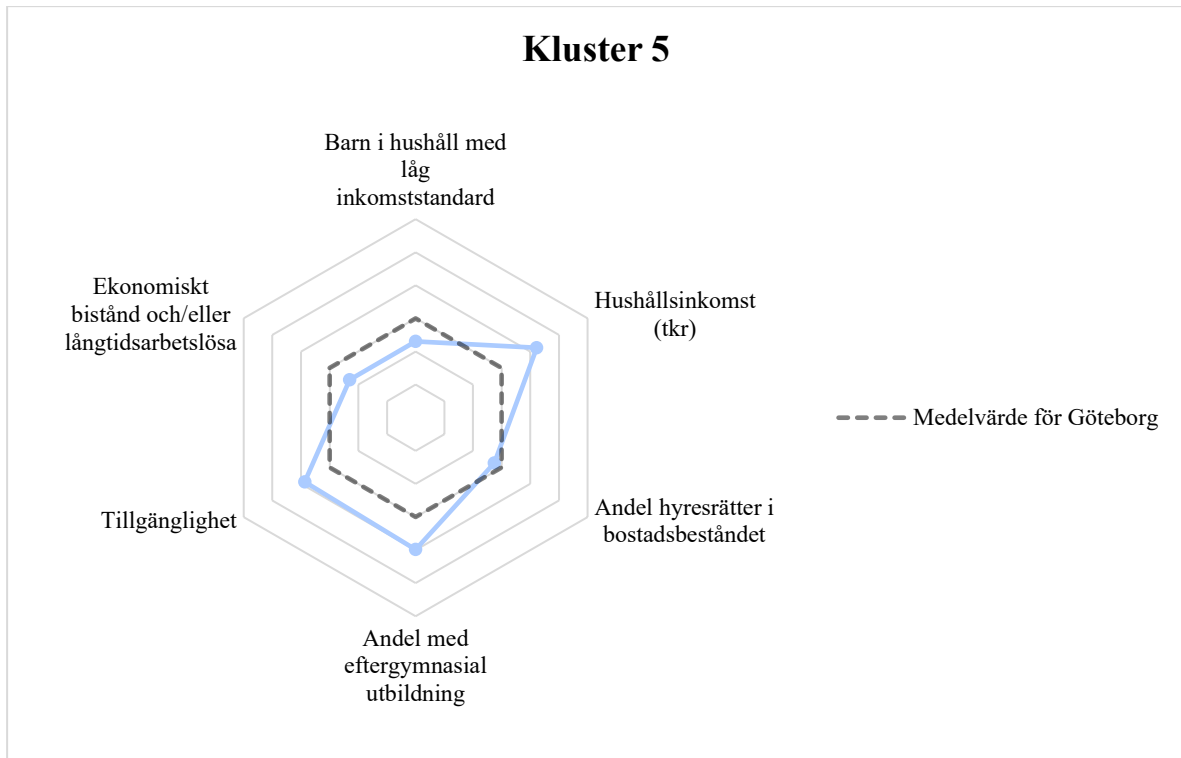 Kluster 5
Barn i hushåll med
låg
inkomststandard
Hushållsinkomst
(tkr)
Andel hyresrätter i
bostadsbeståndet
Andel med
eftergymnasial
utbildning
Tillgänglighet
Ekonomiskt
bistånd och/eller
långtidsarbetslösa
Medelvärde för Göteborg